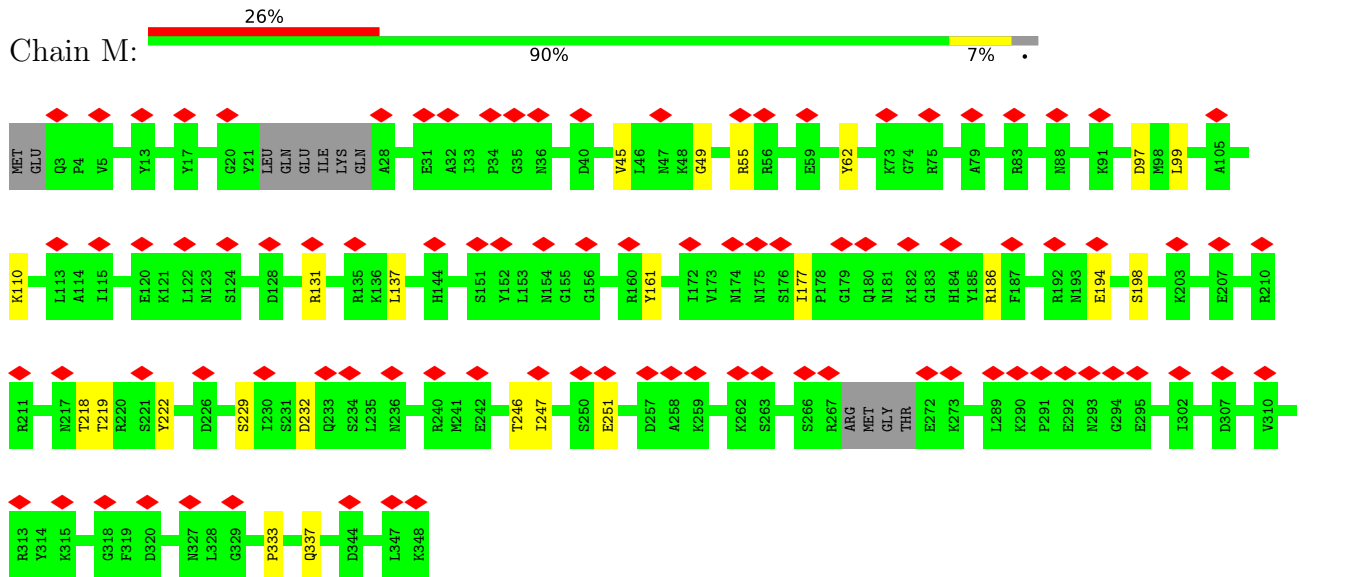 26%
Chain M:
90% 7% •
MET GLU Q3 P4 V5 Y13 Y17 G20 Y21 LEU GLN GLU ILE LYS GLN A28 E31 A32 I33 P34 G35 N36 D40 V45 L46 N47 K48 G49 R55 R56 E59 Y62 K73 G74 R75 A79 R83 N88 K91 D97 M98 L99 A105
K110 L113 A114 I115 E120 K121 L122 N123 S124 D128 R131 R135 K136 L137 H144 S151 Y152 L153 N154 G155 G156 R160 Y161 I172 V173 N174 N175 S176 I177 P178 G179 Q180 N181 K182 G183 H184 Y185 R186 F187 R192 N193 E194 S198 K203 E207 R210
R211 N217 T218 T219 R220 S221 Y222 D226 S229 I230 S231 D232 Q233 S234 L235 N236 R240 M241 E242 T246 I247 S250 E251 D257 A258 K259 K262 S263 S266 R267 ARG MET GLY THR E272 K273 L289 K290 P291 E292 N293 G294 E295 I302 D307 V310
R313 Y314 K315 G318 F319 D320 N327 L328 G329 P333 Q337 D344 L347 K348